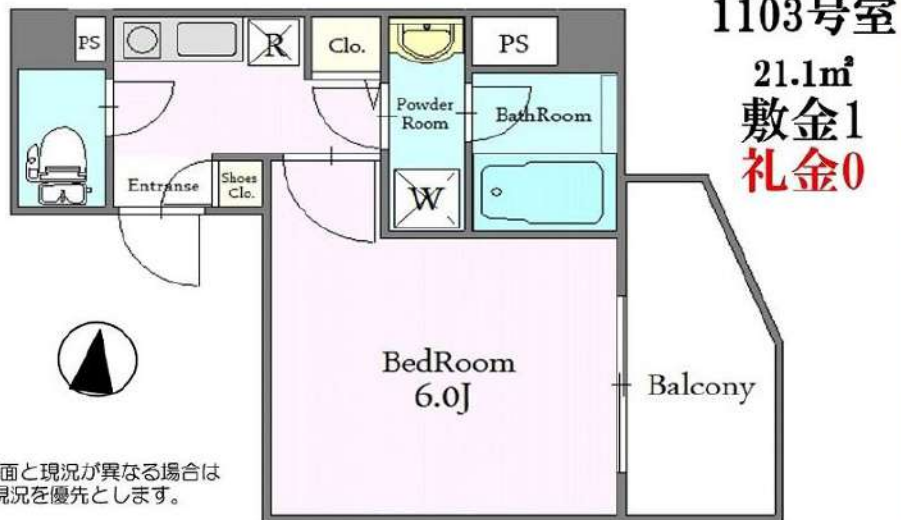 1103号室
21.1㎡
敷金1
礼金0
PS
R
Clo.
PS
Powder
Room
BathRoom
Entranse
Shoes
Clo.
W
BedRoom
6.0J
Balcony
面と現況が異なる場合は
現況を優先とします。